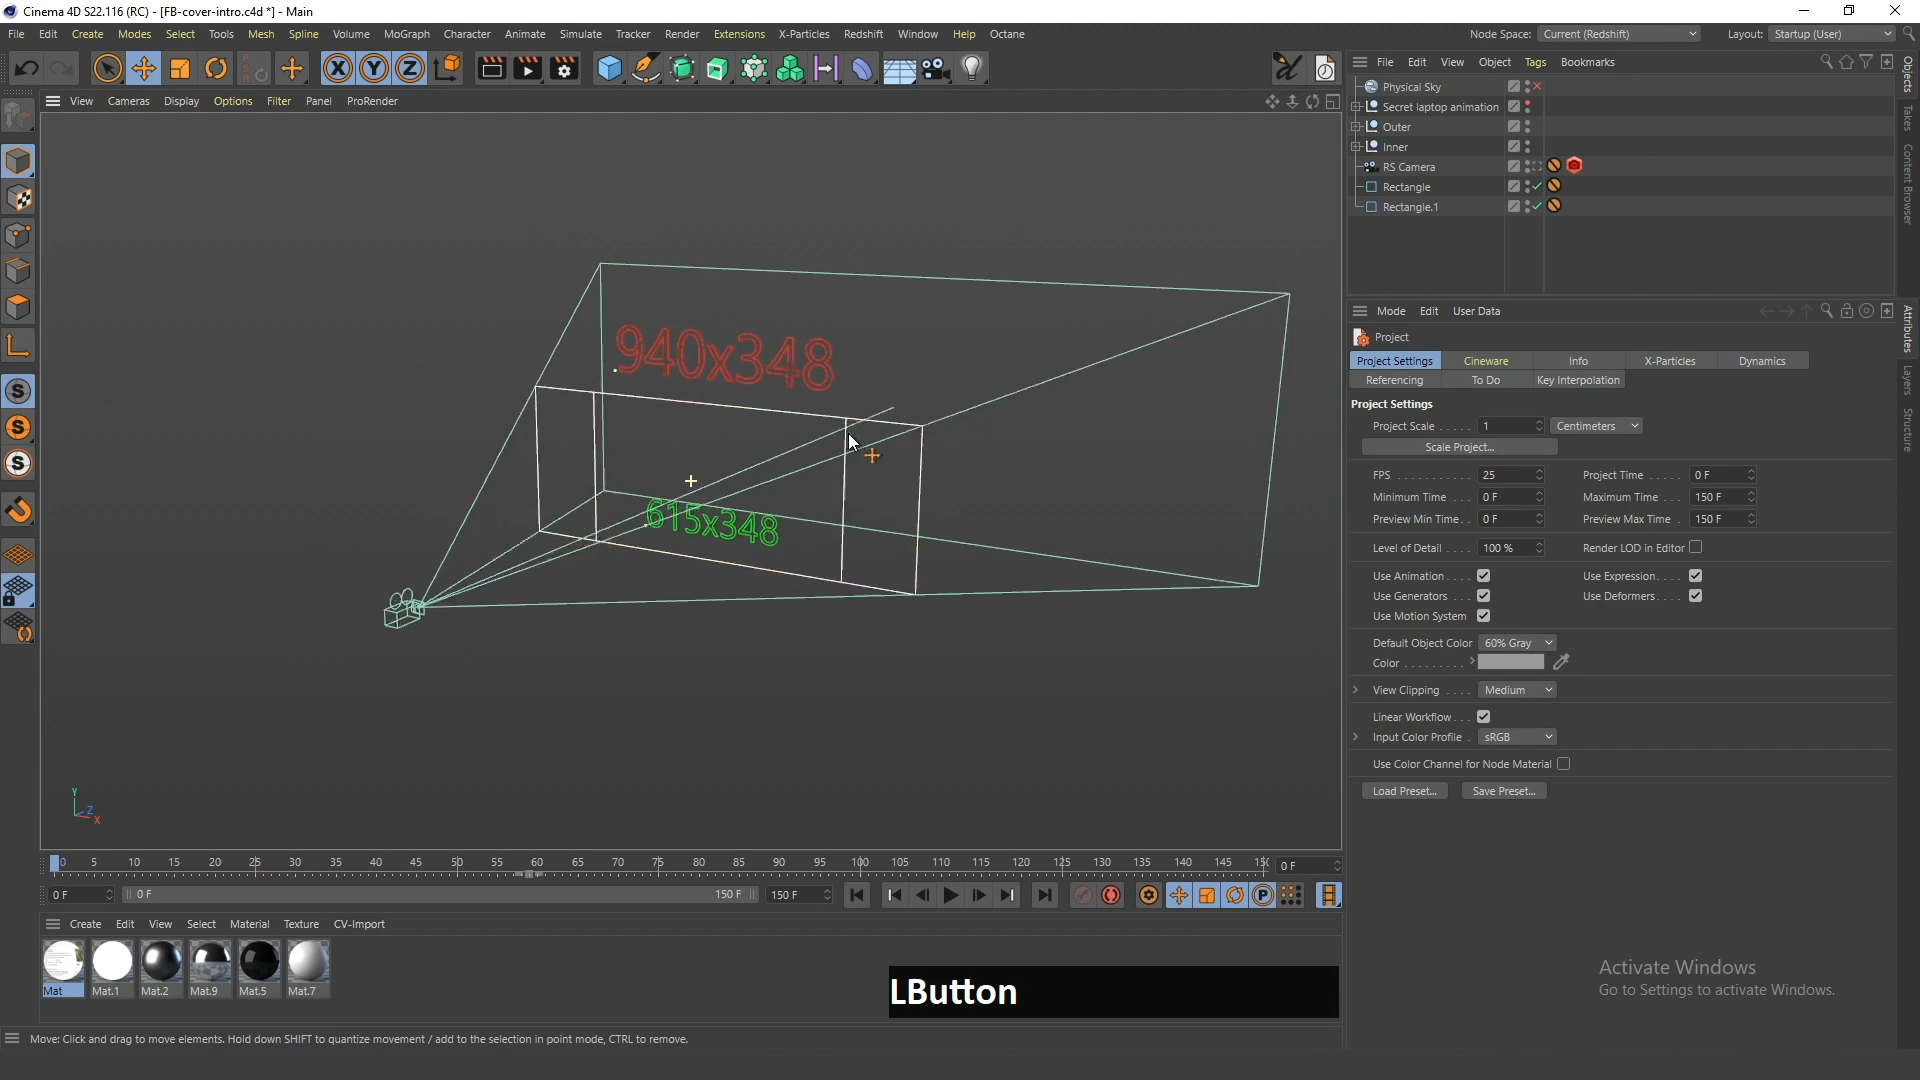 Cinema 4D S22.116 (RC) - [FB-cover-intro.c4d *] - Main
File Edit Create Modes Select Tools Mesh Spline Volume MoGraph Character Animate Simulate Tracker Render Extensions X-Particles Redshift Window Help Octane Node Space: Current (Redshift) Layout: Startup (User)
File Edit View Object Tags Bookmarks
View Cameras Display Options Filter Panel ProRender
Physical Sky
Secret laptop animation
Outer
Inner
RS Camera
Rectangle
Rectangle.1
Objects
Takes
Content Browser
940x348
615x348
Mode Edit User Data
Project
Project Settings Cineware Info X-Particles Dynamics
Referencing To Do Key Interpolation
Project Settings
Project Scale 1 Centimeters
Scale Project...
FPS 25 Project Time 0 F
Minimum Time 0 F Maximum Time 150 F
Preview Min Time 0 F Preview Max Time 150 F
Level of Detail 100 % Render LOD in Editor
Use Animation Use Expression
Use Generators Use Deformers
Use Motion System
Default Object Color 60% Gray
Color
View Clipping Medium
Linear Workflow
Input Color Profile sRGB
Use Color Channel for Node Material
Load Preset... Save Preset...
Attributes
Layers
Structure
Y
Z
X
0 5 10 15 20 25 30 35 40 45 50 55 60 65 70 75 80 85 90 95 100 105 110 115 120 125 130 135 140 145 150 0 F
0 F 0 F 150 F 150 F
Create Edit View Select Material Texture CV-Import
Mat Mat.1 Mat.2 Mat.9 Mat.5 Mat.7
LButton
Activate Windows
Go to Settings to activate Windows.
Move: Click and drag to move elements. Hold down SHIFT to quantize movement / add to the selection in point mode, CTRL to remove.